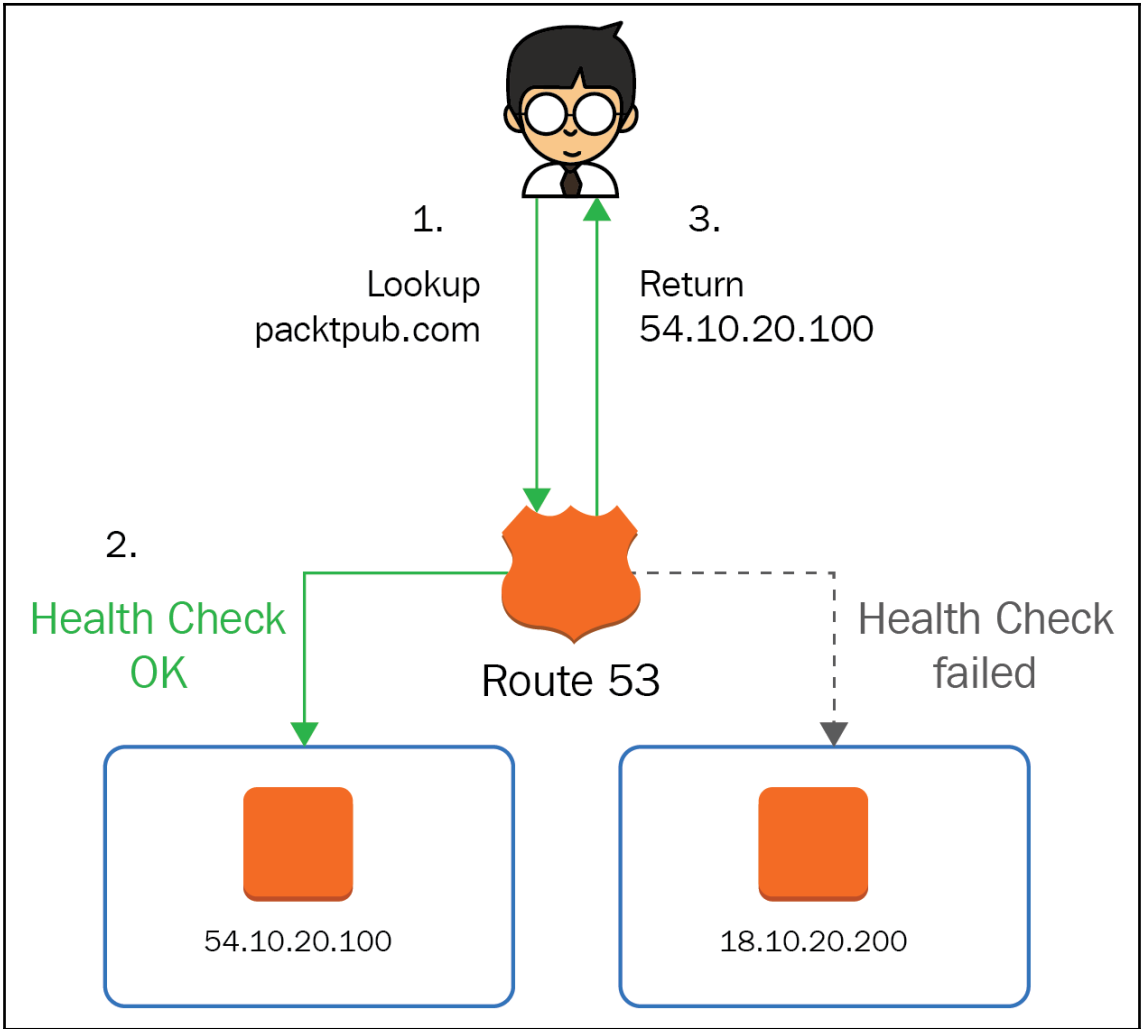 1.
Lookup
packtpub.com
3.
Return
54.10.20.100
2.
Health Check
OK
Route 53
Health Check
failed
54.10.20.100
18.10.20.200